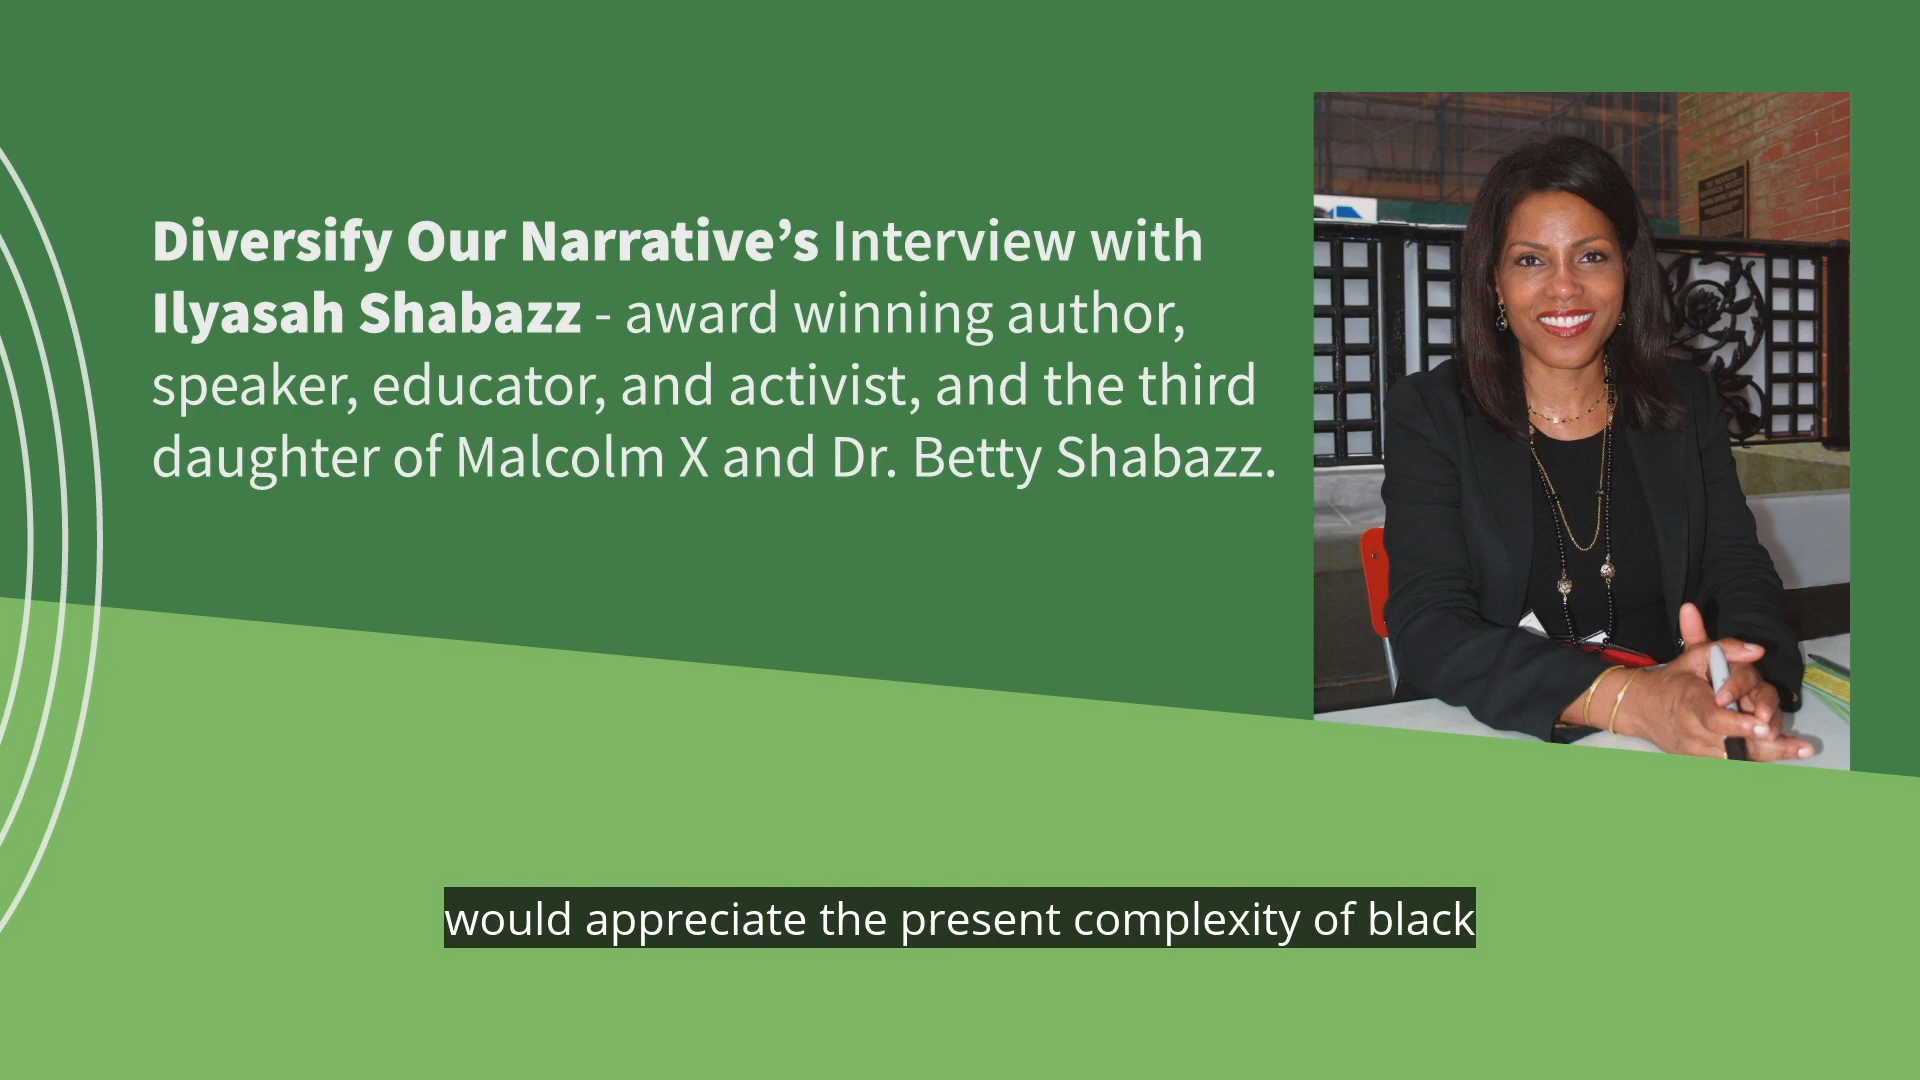 Diversify Our Narrative’s Interview with
Ilyasah Shabazz - award winning author,
speaker, educator, and activist, and the third
daughter of Malcolm X and Dr. Betty Shabazz.
would appreciate the present complexity of black